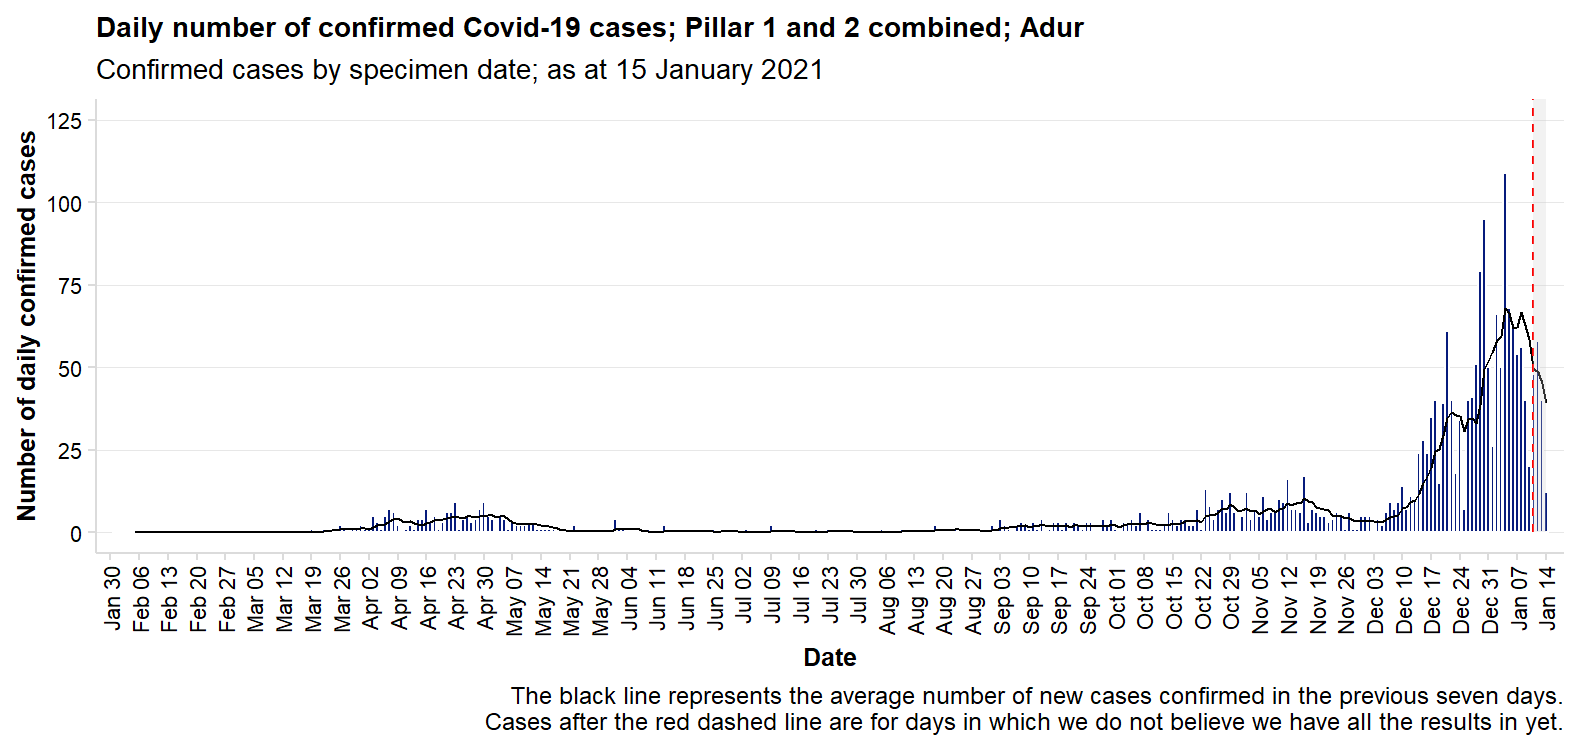 Daily number of confirmed Covid-19 cases; Pillar 1 and 2 combined; Adur
Confirmed cases by specimen date; as at 15 January 2021
Number of daily confirmed cases
125
100
75
50
25
0
Jan 30
Feb 06
Feb 13
Feb 20
Feb 27
Mar 05
Mar 12
Mar 19
Mar 26
Apr 02
Apr 09
Apr 16
Apr 23
Apr 30
May 07
May 14
May 21
May 28
Jun 04
Jun 11
Jun 18
Jun 25
Jul 02
Jul 09
Jul 16
Jul 23
Jul 30
Aug 06
Aug 13
Aug 20
Aug 27
Sep 03
Sep 10
Sep 17
Sep 24
Oct 01
Oct 08
Oct 15
Oct 22
Oct 29
Nov 05
Nov 12
Nov 19
Nov 26
Dec 03
Dec 10
Dec 17
Dec 24
Dec 31
Jan 07
Jan 14
Date
The black line represents the average number of new cases confirmed in the previous seven days.
Cases after the red dashed line are for days in which we do not believe we have all the results in yet.